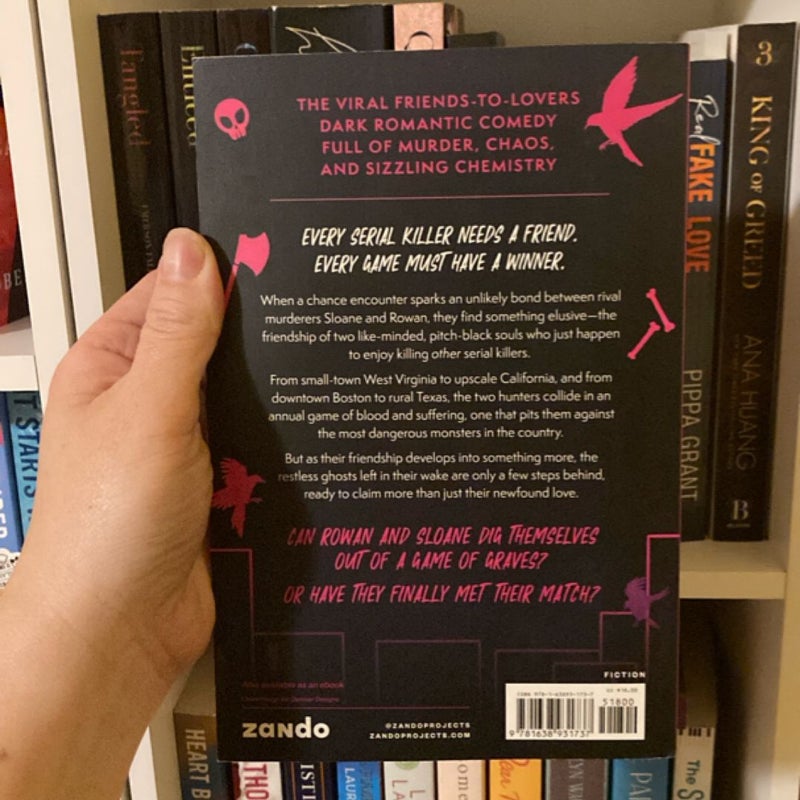 THE VIRAL FRIENDS-TO-LOVERS
DARK ROMANTIC COMEDY
FULL OF MURDER, CHAOS,
AND SIZZLING CHEMISTRY
EVERY SERIAL KILLER NEEDS A FRIEND.
EVERY GAME MUST HAVE A WINNER.
When a chance encounter sparks an unlikely bond between rival
murderers Sloane and Rowan, they find something elusive—the
friendship of two like-minded, pitch-black souls who just happen
to enjoy killing other serial killers.
From small-town West Virginia to upscale California, and from
downtown Boston to rural Texas, the two hunters collide in an
annual game of blood and suffering, one that pits them against
the most dangerous monsters in the country.
But as their friendship develops into something more, the
restless ghosts left in their wake are only a few steps behind,
ready to claim more than just their newfound love.
CAN ROWAN AND SLOANE DIG THEMSELVES
OUT OF A GAME OF GRAVES?
OR HAVE THEY FINALLY MET THEIR MATCH?
Also available as an ebook
zando
@ZANDOPROJECTS
ZANDOPROJECTS.COM
FICTION
51800
9 781638 931737
Tangled
Real
FAKE LOVE
PIPPA GRANT
3
KING OF GREED
ANA HUANG
B
STARTS
HEART